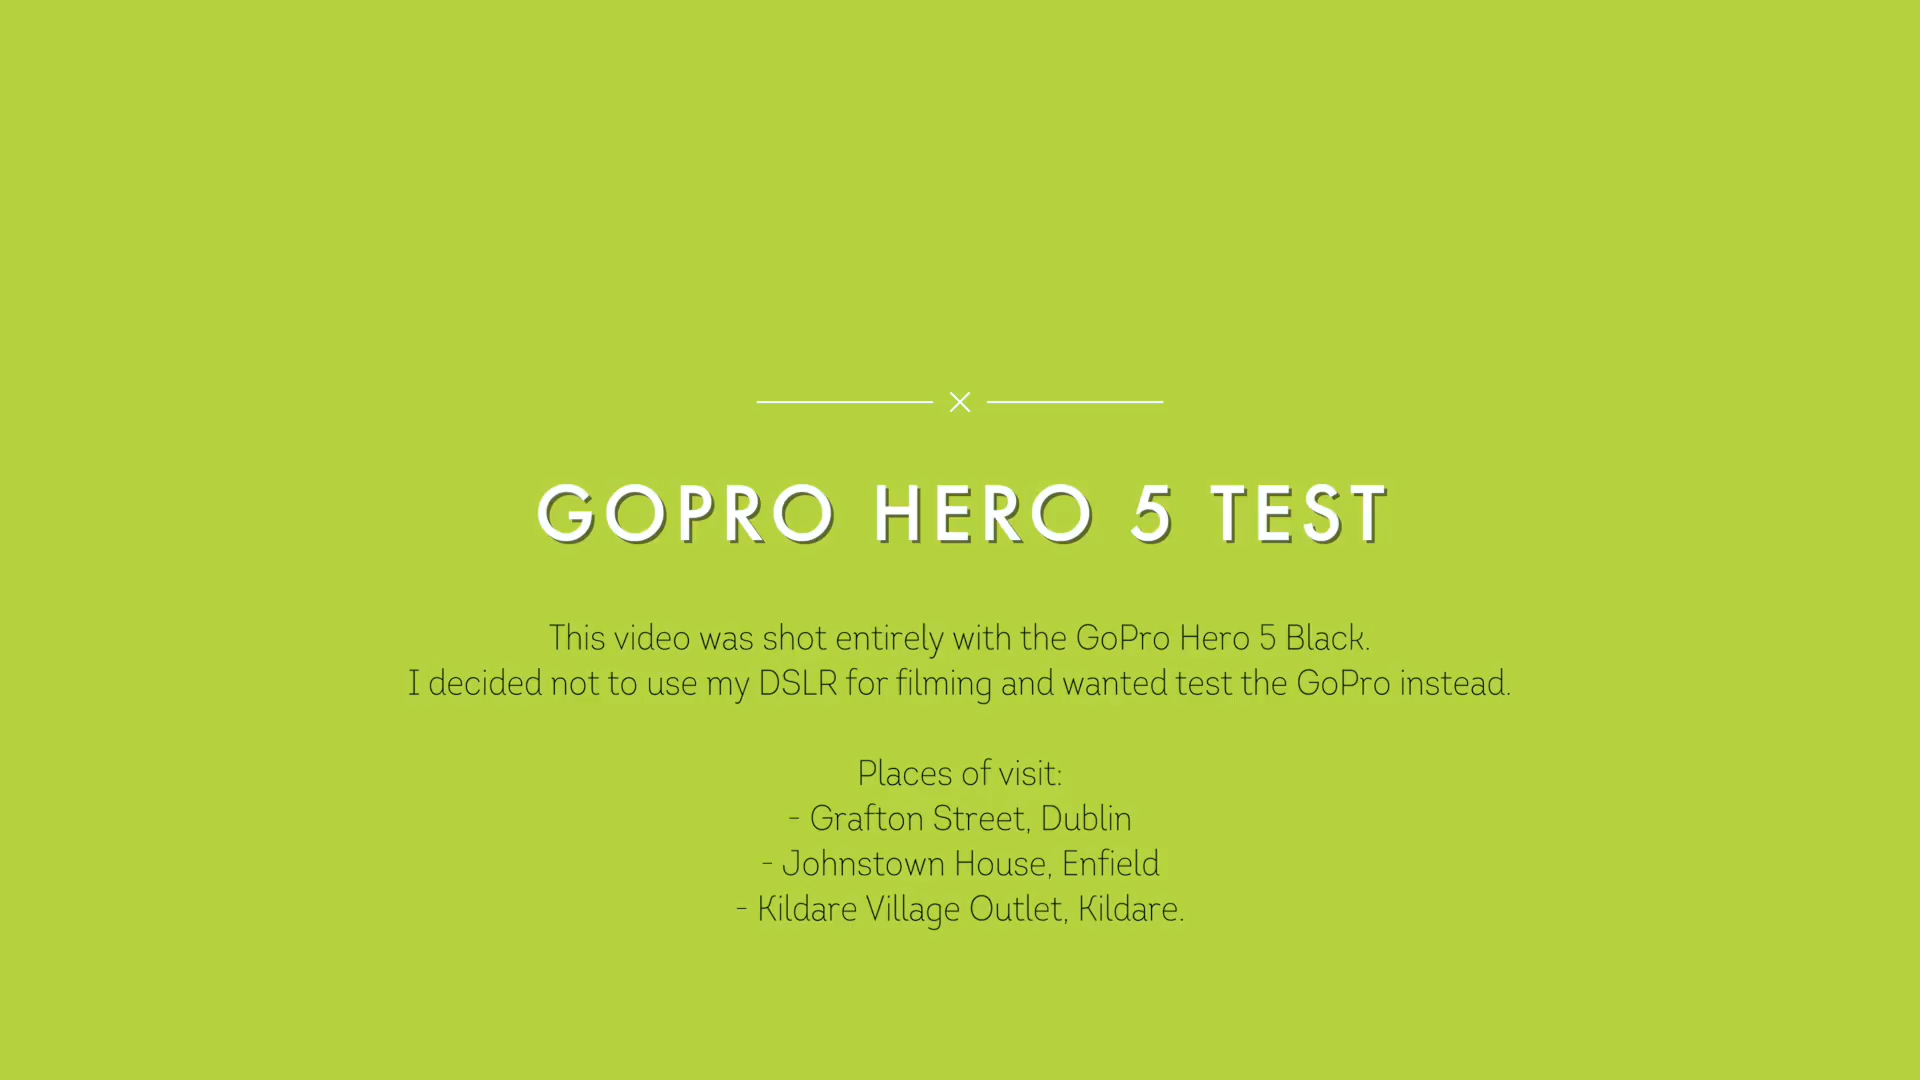 GOPRO HERO 5 TEST
This video was shot entirely with the GoPro Hero 5 Black.
I decided not to use my DSLR for filming and wanted test the GoPro instead.
Places of visit:
- Grafton Street, Dublin
- Johnstown House, Enfield
- Kildare Village Outlet, Kildare.